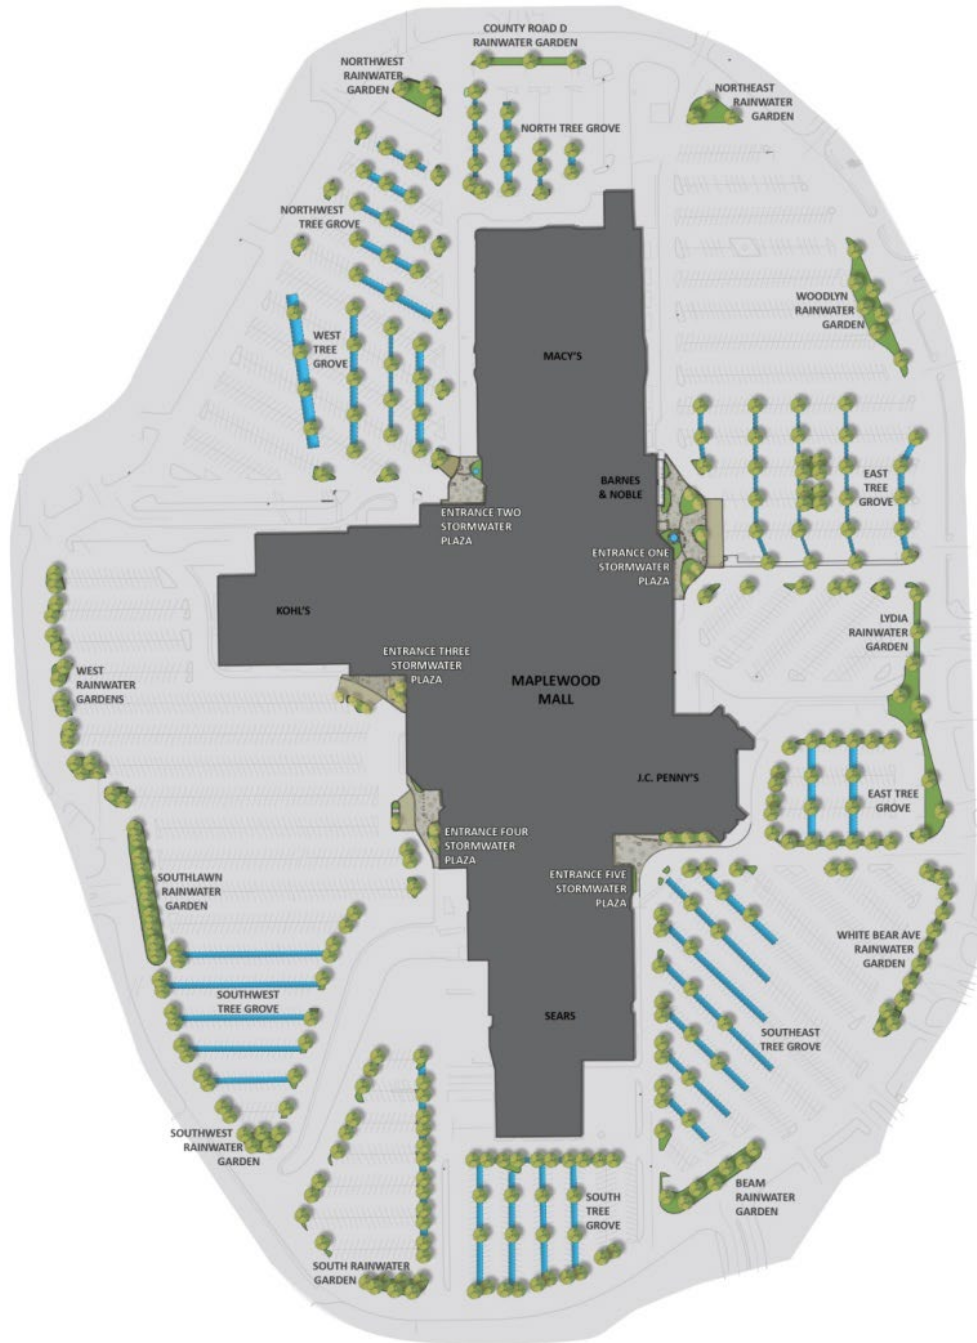 COUNTY ROAD D
RAINWATER GARDEN
NORTHWEST
RAINWATER
GARDEN
NORTHEAST
RAINWATER
GARDEN
NORTH TREE GROVE
NORTHWEST
TREE GROVE
WOODLYN
RAINWATER
GARDEN
WEST
TREE
GROVE
MACY'S
BARNES
& NOBLE
EAST
TREE
GROVE
ENTRANCE TWO
STORMWATER
PLAZA
ENTRANCE ONE
STORMWATER
PLAZA
KOHL'S
LYDIA
RAINWATER
GARDEN
ENTRANCE THREE
STORMWATER
PLAZA
WEST
RAINWATER
GARDENS
MAPLEWOOD
MALL
J.C. PENNY'S
EAST TREE
GROVE
ENTRANCE FOUR
STORMWATER
PLAZA
SOUTHLAWN
RAINWATER
GARDEN
ENTRANCE FIVE
STORMWATER
PLAZA
WHITE BEAR AVE
RAINWATER
GARDEN
SOUTHWEST
TREE GROVE
SEARS
SOUTHEAST
TREE GROVE
SOUTHWEST
RAINWATER
GARDEN
BEAM
RAINWATER
GARDEN
SOUTH
TREE
GROVE
SOUTH RAINWATER
GARDEN